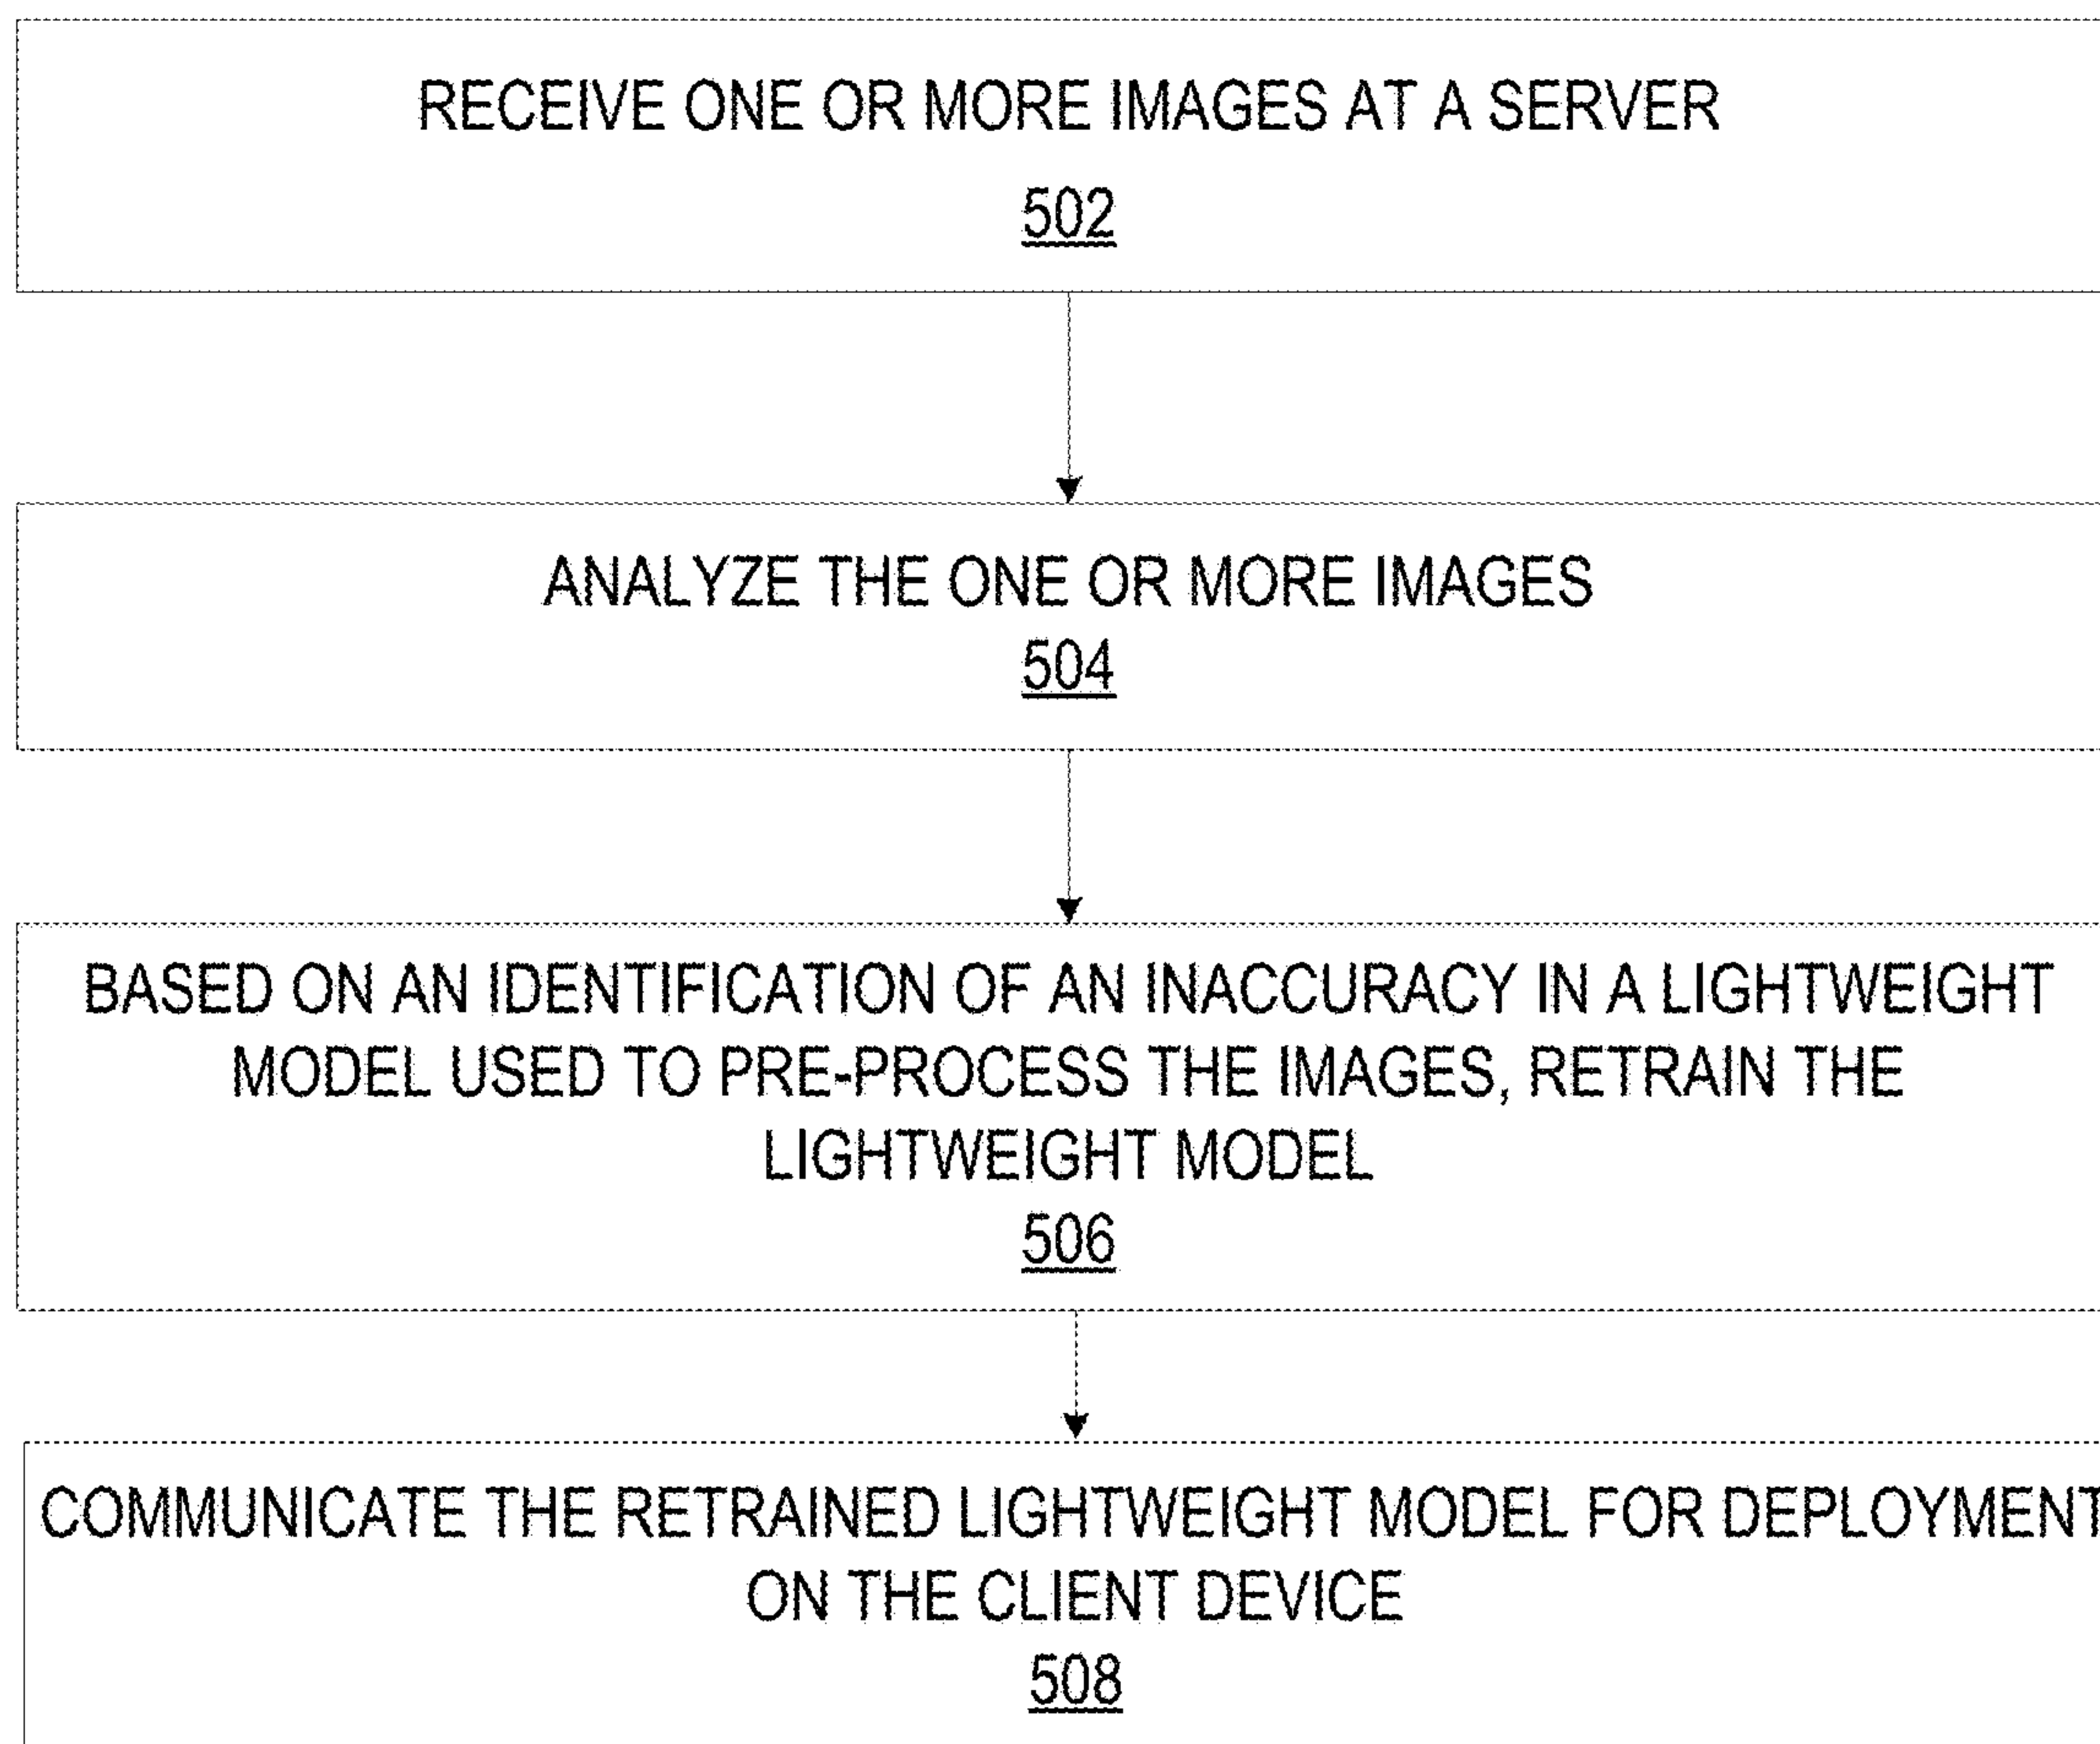 RECEIVE ONE OR MORE IMAGES AT A SERVER
502
ANALYZE THE ONE OR MORE IMAGES
504
BASED ON AN IDENTIFICATION OF AN INACCURACY IN A LIGHTWEIGHT
MODEL USED TO PRE-PROCESS THE IMAGES, RETRAIN THE
LIGHTWEIGHT MODEL
506
COMMUNICATE THE RETRAINED LIGHTWEIGHT MODEL FOR DEPLOYMENT
ON THE CLIENT DEVICE
508